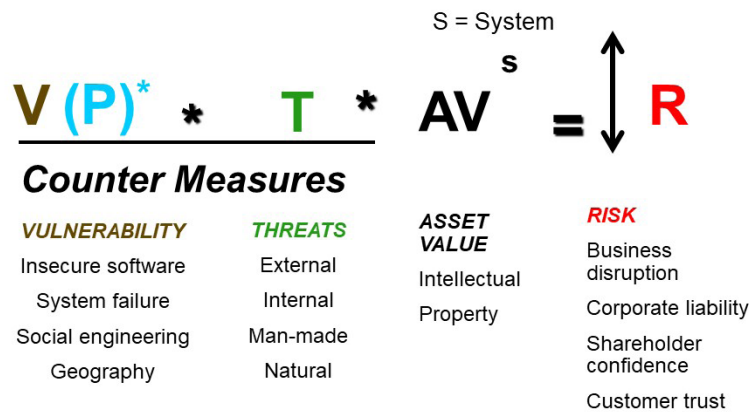 S = System
V (P)* * T * AV s = R
Counter Measures
VULNERABILITY
Insecure software
System failure
Social engineering
Geography
THREATS
External
Internal
Man-made
Natural
ASSET
VALUE
Intellectual
Property
RISK
Business
disruption
Corporate liability
Shareholder
confidence
Customer trust